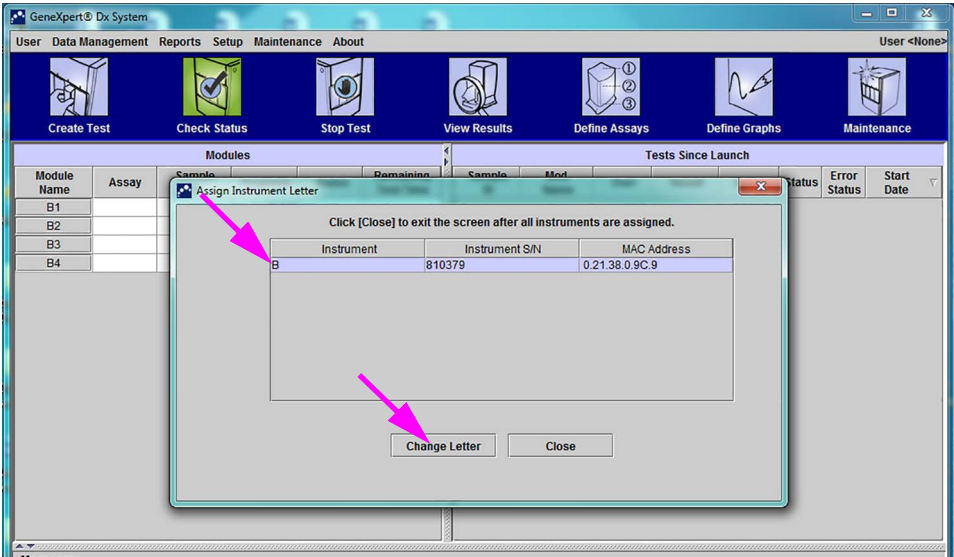 GeneXpert® Dx System
User Data Management Reports Setup Maintenance About User <None>
Create Test Check Status Stop Test View Results Define Assays Define Graphs Maintenance
①
②
③
Modules Tests Since Launch
Module Name Assay Sample Remaining Sample Mod Status Error Status Start Date
B1
B2
B3
B4
Assign Instrument Letter
Click [Close] to exit the screen after all instruments are assigned.
Instrument Instrument S/N MAC Address
B 810379 0.21.38.0.9C.9
Change Letter Close